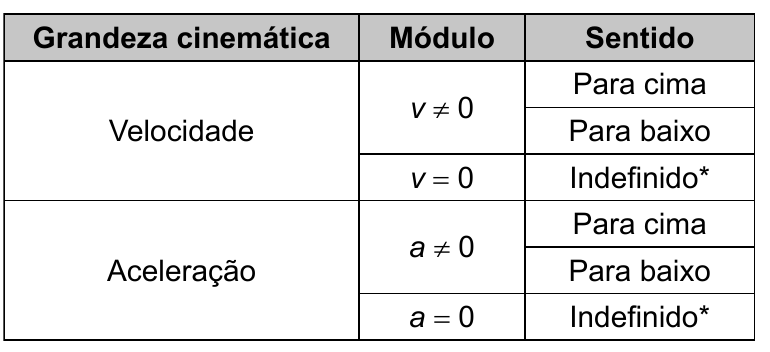 Grandeza cinemática Módulo Sentido
Velocidade
v ≠ 0
Para cima
Para baixo
v = 0
Indefinido*
Aceleração
a ≠ 0
Para cima
Para baixo
a = 0
Indefinido*